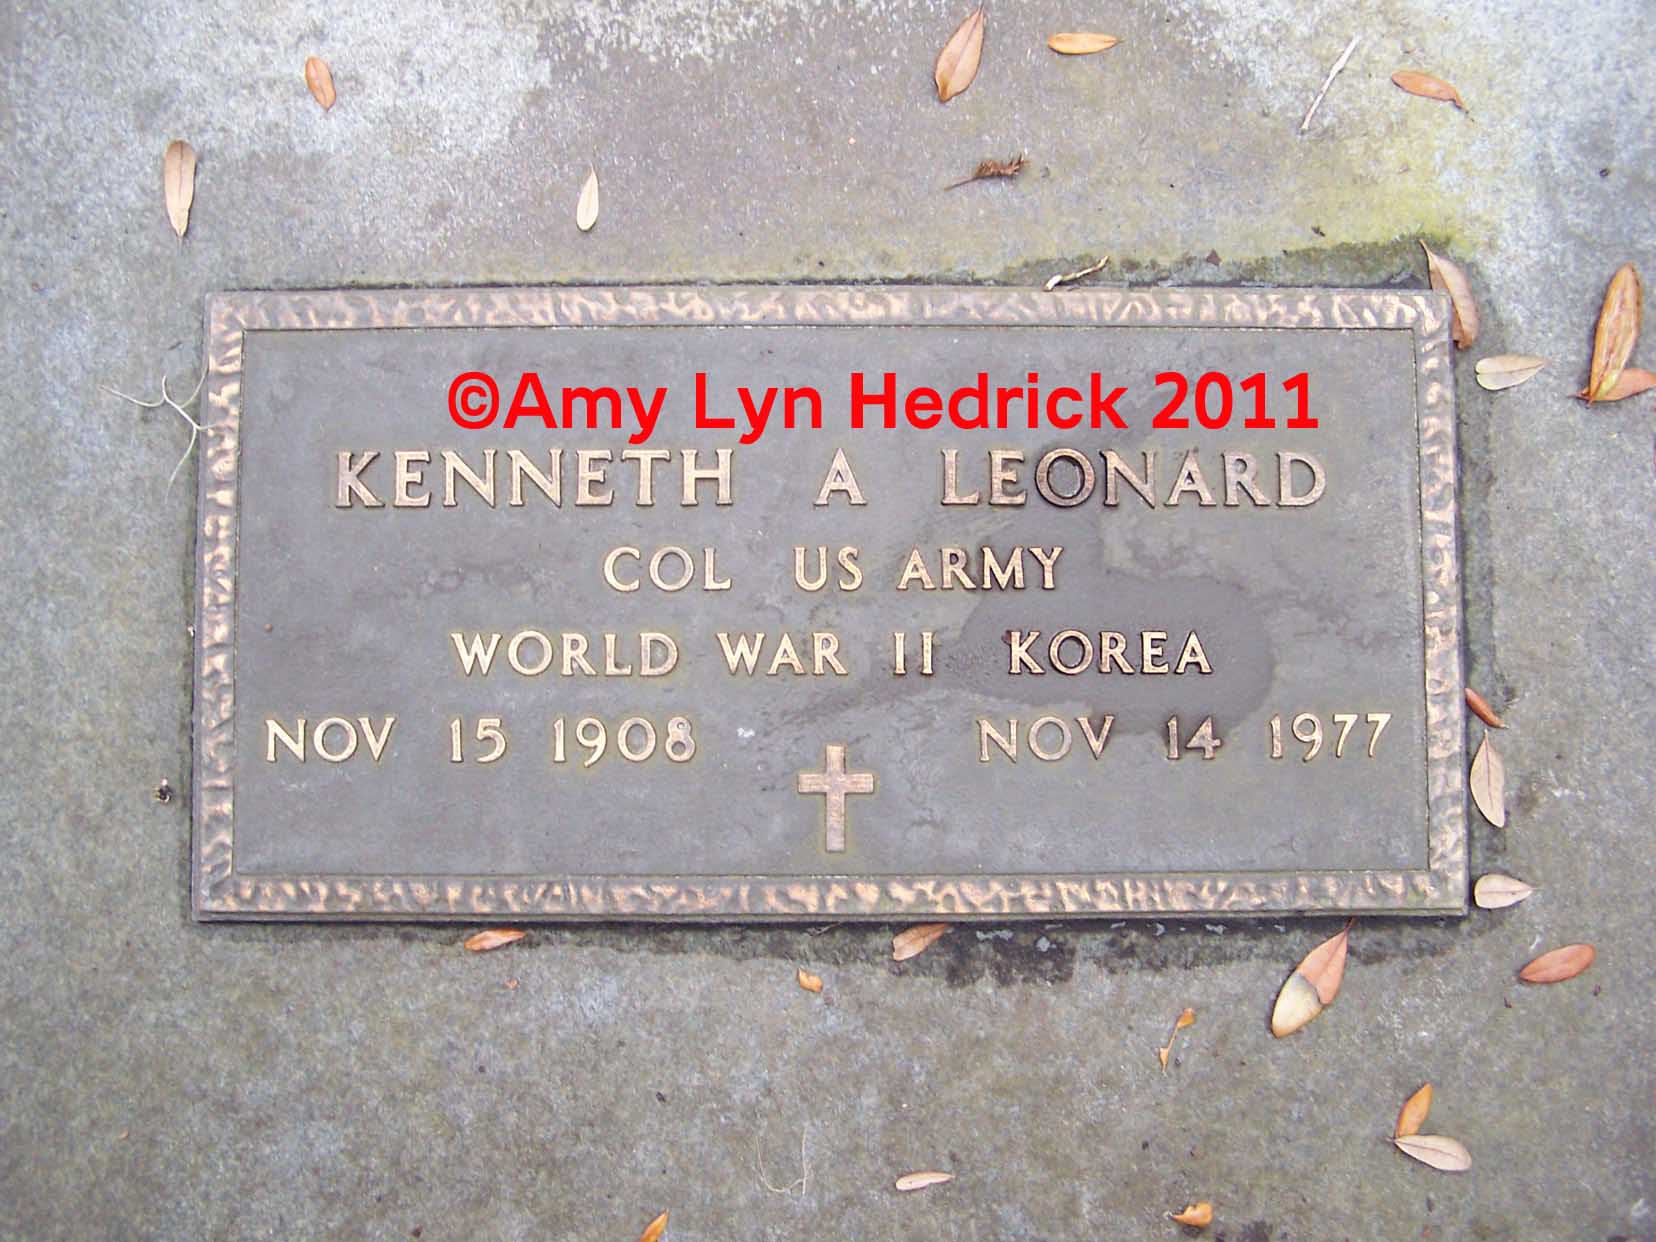 ©Amy Lyn Hedrick 2011
KENNETH A LEONARD
COL US ARMY
WORLD WAR II KOREA
NOV 15 1908 NOV 14 1977